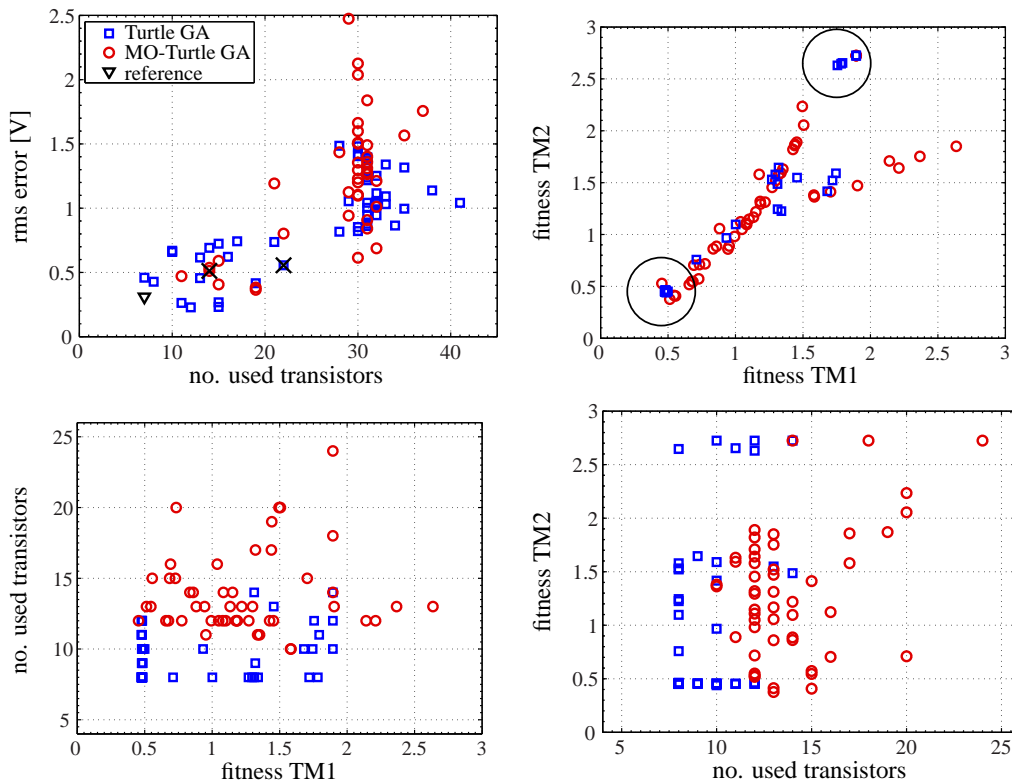 2.5
2
1.5
1
0.5
0
0 10 20 30 40
rms error [V]
no. used transistors
Turtle GA
MO-Turtle GA
reference
3
2.5
2
1.5
1
0.5
0
0 0.5 1 1.5 2 2.5 3
fitness TM2
fitness TM1
25
20
15
10
5
0 0.5 1 1.5 2 2.5 3
no. used transistors
fitness TM1
3
2.5
2
1.5
1
0.5
0
5 10 15 20 25
fitness TM2
no. used transistors